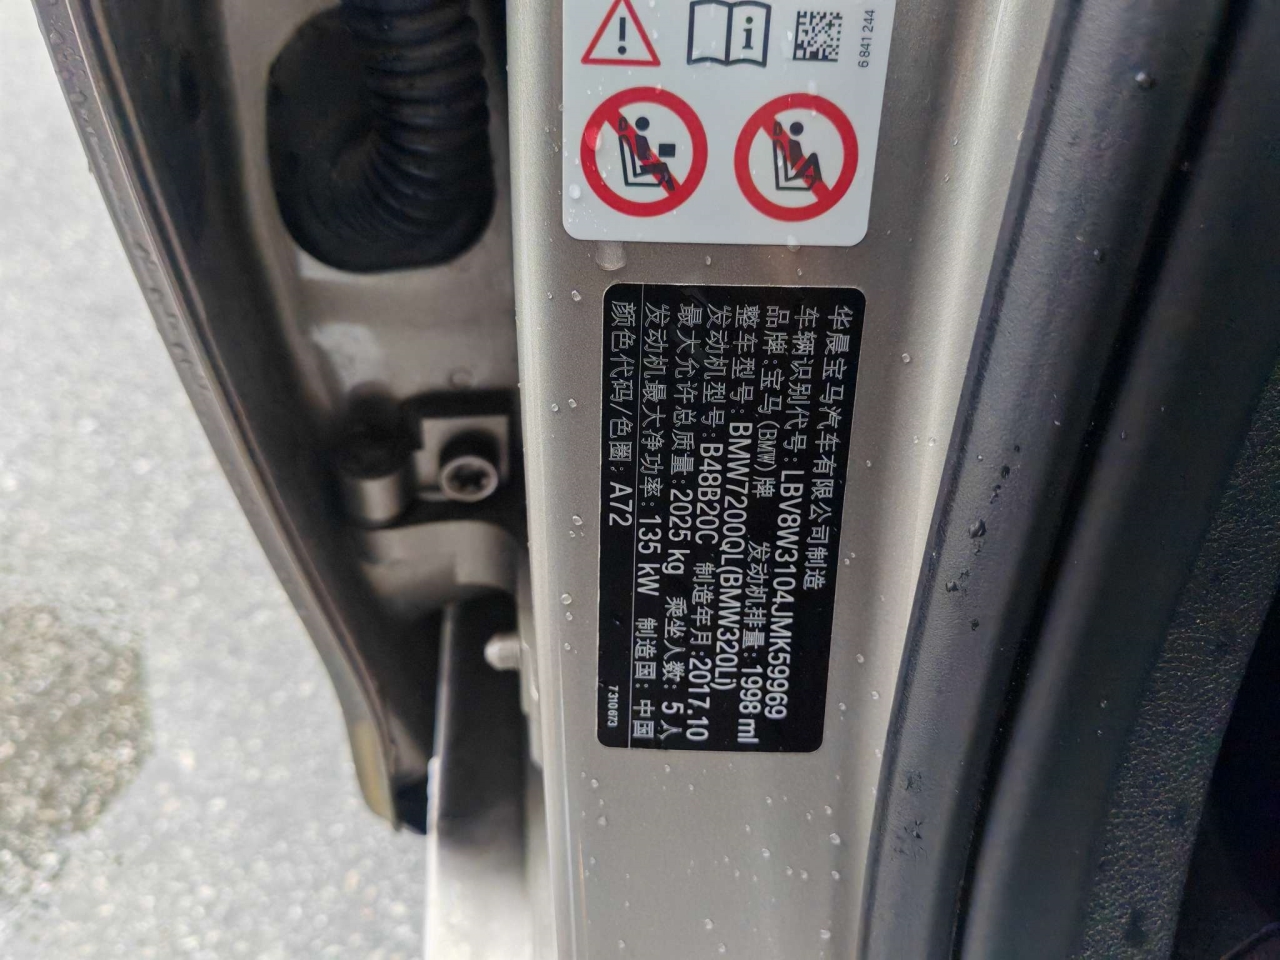 6 841 244
华晨宝马汽车有限公司制造
车辆识别代号：LBV8W3104JMK59969
品牌：宝马(BMW)牌 发动机排量：1998 ml
整车型号：BMW7200QL(BMW320Li)
发动机型号：B48B20C 制造年月：2017.10
最大允许总质量：2025 kg 乘坐人数：5 人
发动机最大净功率：135 kW 制造国：中国
颜色代码/色圈：A72
7310673